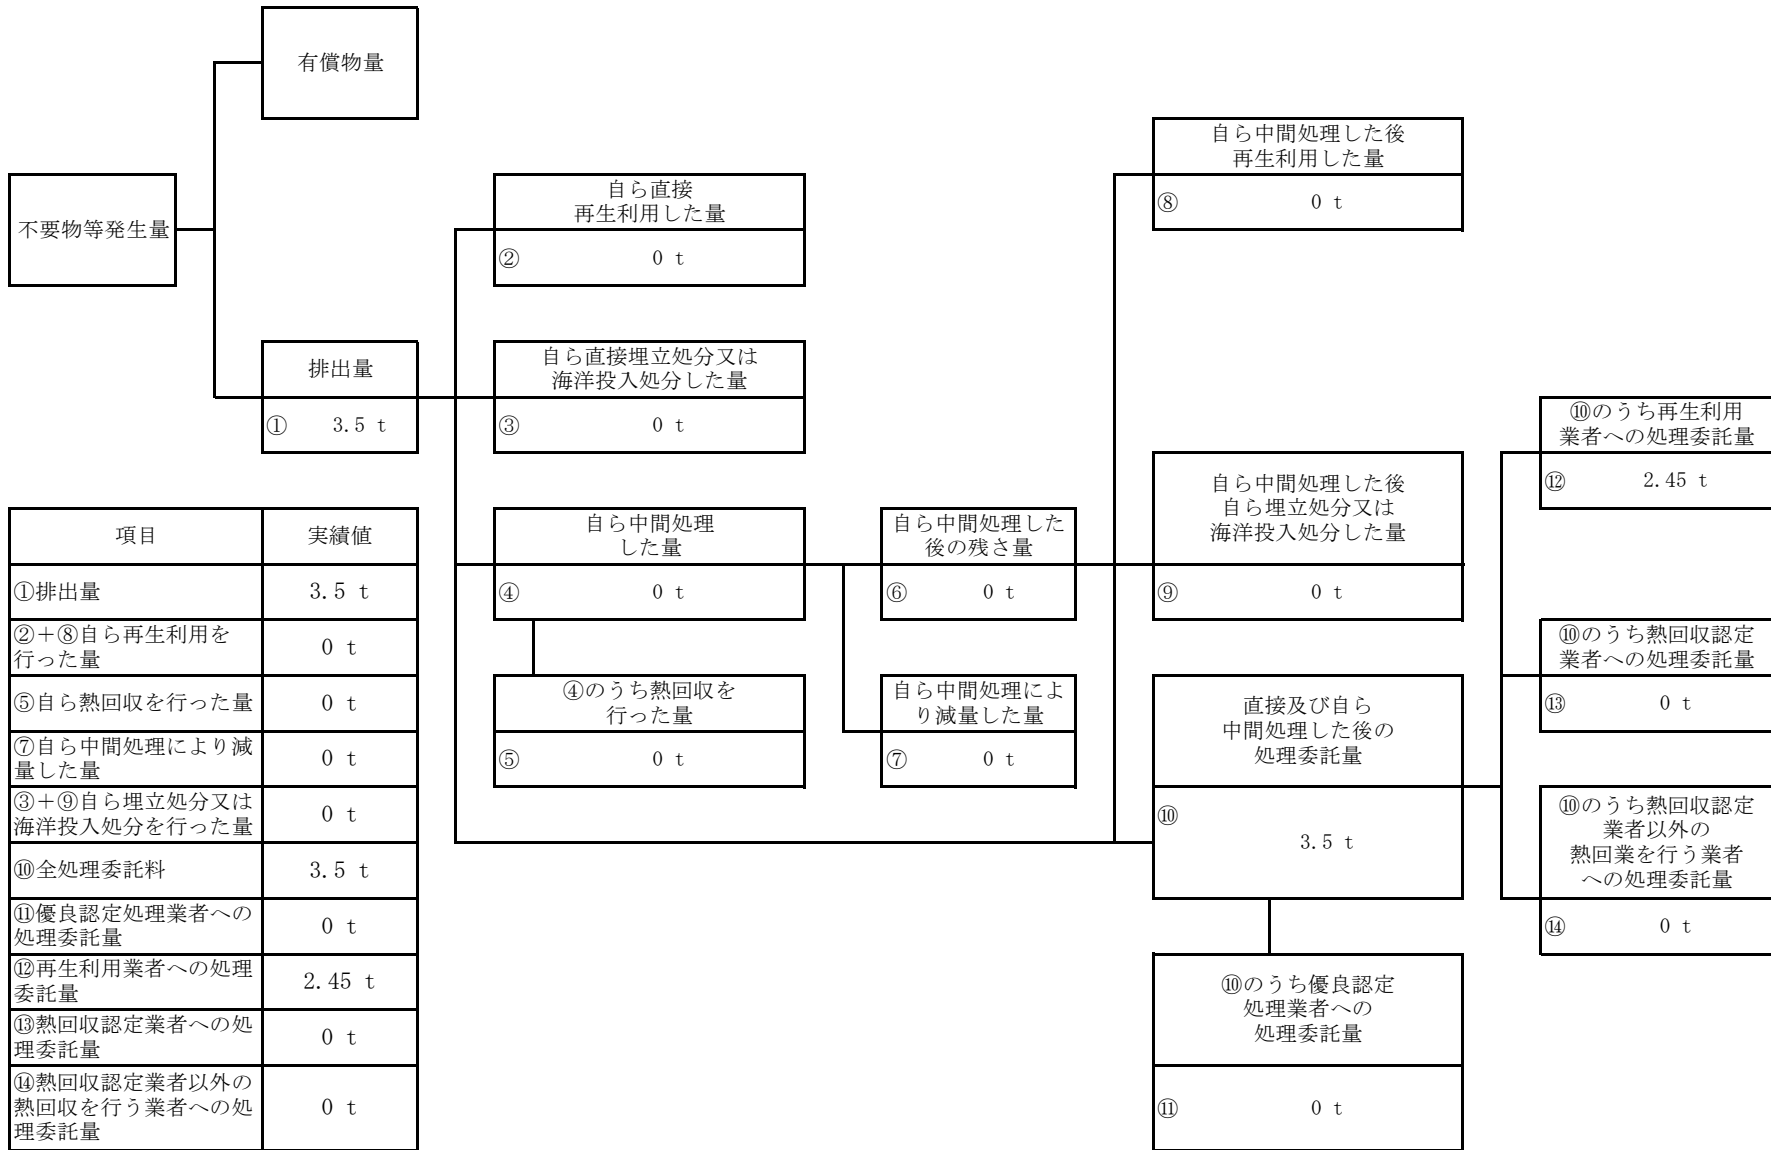 有償物量
不要物等発生量
排出量
① 3.5 t
自ら直接
再生利用した量
② 0 t
自ら直接埋立処分又は
海洋投入処分した量
③ 0 t
自ら中間処理
した量
④ 0 t
④のうち熱回収を
行った量
⑤ 0 t
自ら中間処理した
後の残さ量
⑥ 0 t
自ら中間処理によ
り減量した量
⑦ 0 t
自ら中間処理した後
再生利用した量
⑧ 0 t
自ら中間処理した後
自ら埋立処分又は
海洋投入処分した量
⑨ 0 t
直接及び自ら
中間処理した後の
処理委託量
⑩
3.5 t
⑩のうち優良認定
処理業者への
処理委託量
⑪ 0 t
⑩のうち再生利用
業者への処理委託量
⑫ 2.45 t
⑩のうち熱回収認定
業者への処理委託量
⑬ 0 t
⑩のうち熱回収認定
業者以外の
熱回業を行う業者
への処理委託量
⑭ 0 t
項目 実績値
①排出量 3.5 t
②＋⑧自ら再生利用を
行った量 0 t
⑤自ら熱回収を行った量 0 t
⑦自ら中間処理により減
量した量 0 t
③＋⑨自ら埋立処分又は
海洋投入処分を行った量 0 t
⑩全処理委託料 3.5 t
⑪優良認定処理業者への
処理委託量 0 t
⑫再生利用業者への処理
委託量 2.45 t
⑬熱回収認定業者への処
理委託量 0 t
⑭熱回収認定業者以外の
熱回収を行う業者への処
理委託量 0 t